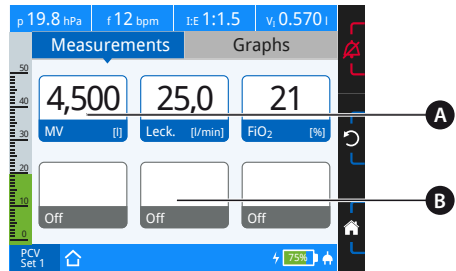 p 19.8 hPa f 12 bpm I:E 1:1.5 Vᵢ 0.570 l
Measurements Graphs
50
40
30
20
10
0
4,500 25,0 21
MV [l] Leck. [l/min] FiO₂ [%]
Off Off Off
PCV
Set 1
75%
A
B